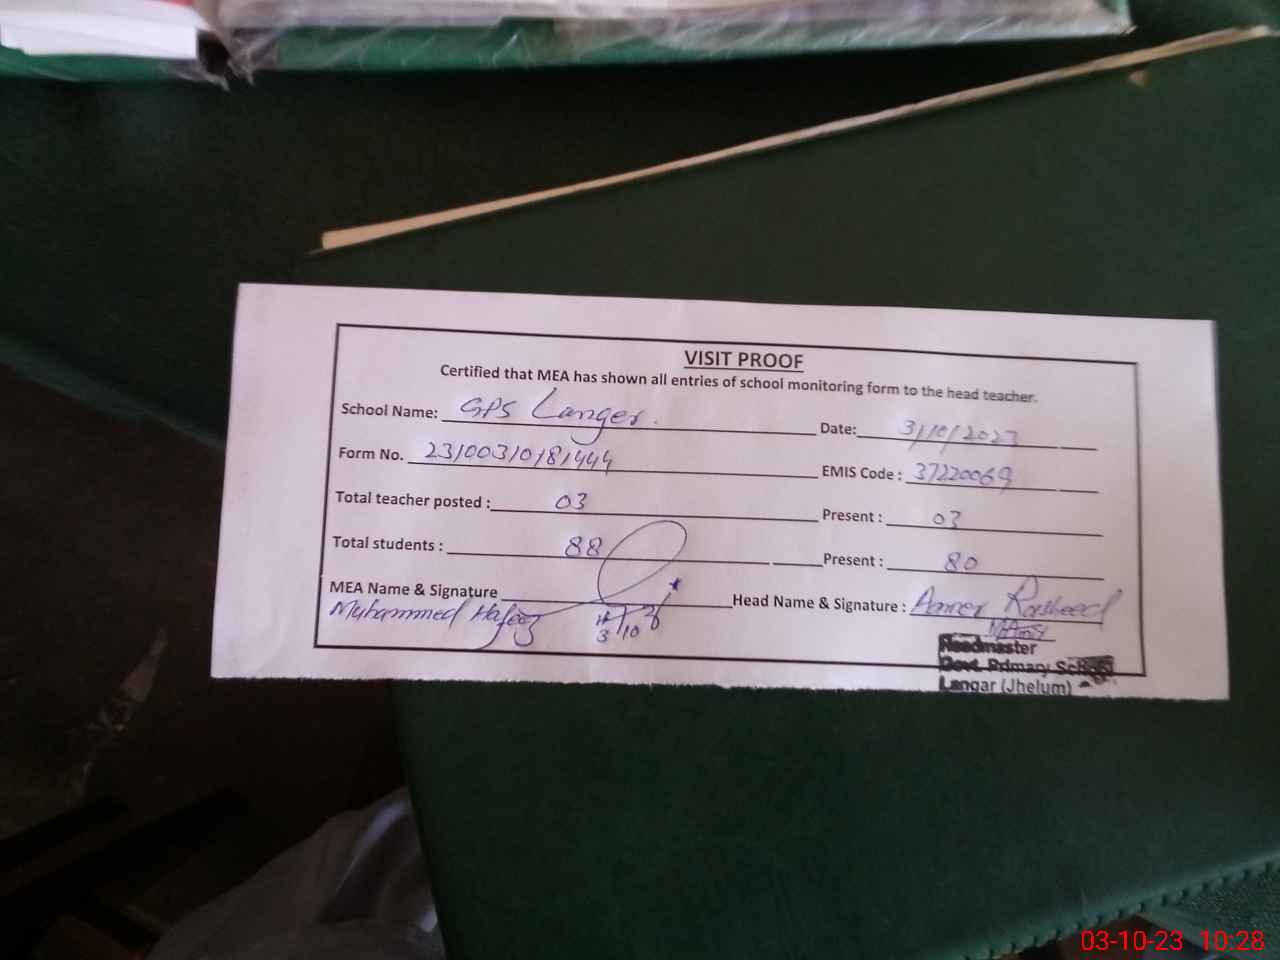 VISIT PROOF
Certified that MEA has shown all entries of school monitoring form to the head teacher.
School Name: GPS Langer. Date: 3/10/2023
Form No. 23100310181444 EMIS Code : 37220069
Total teacher posted : 03 Present : 03
Total students : 88 Present : 80
MEA Name & Signature Head Name & Signature : Aamer Rasheed
Muhammed Hafeez
3/10
Headmaster
Govt. Primary School
Langar (Jhelum)
03-10-23 10:28